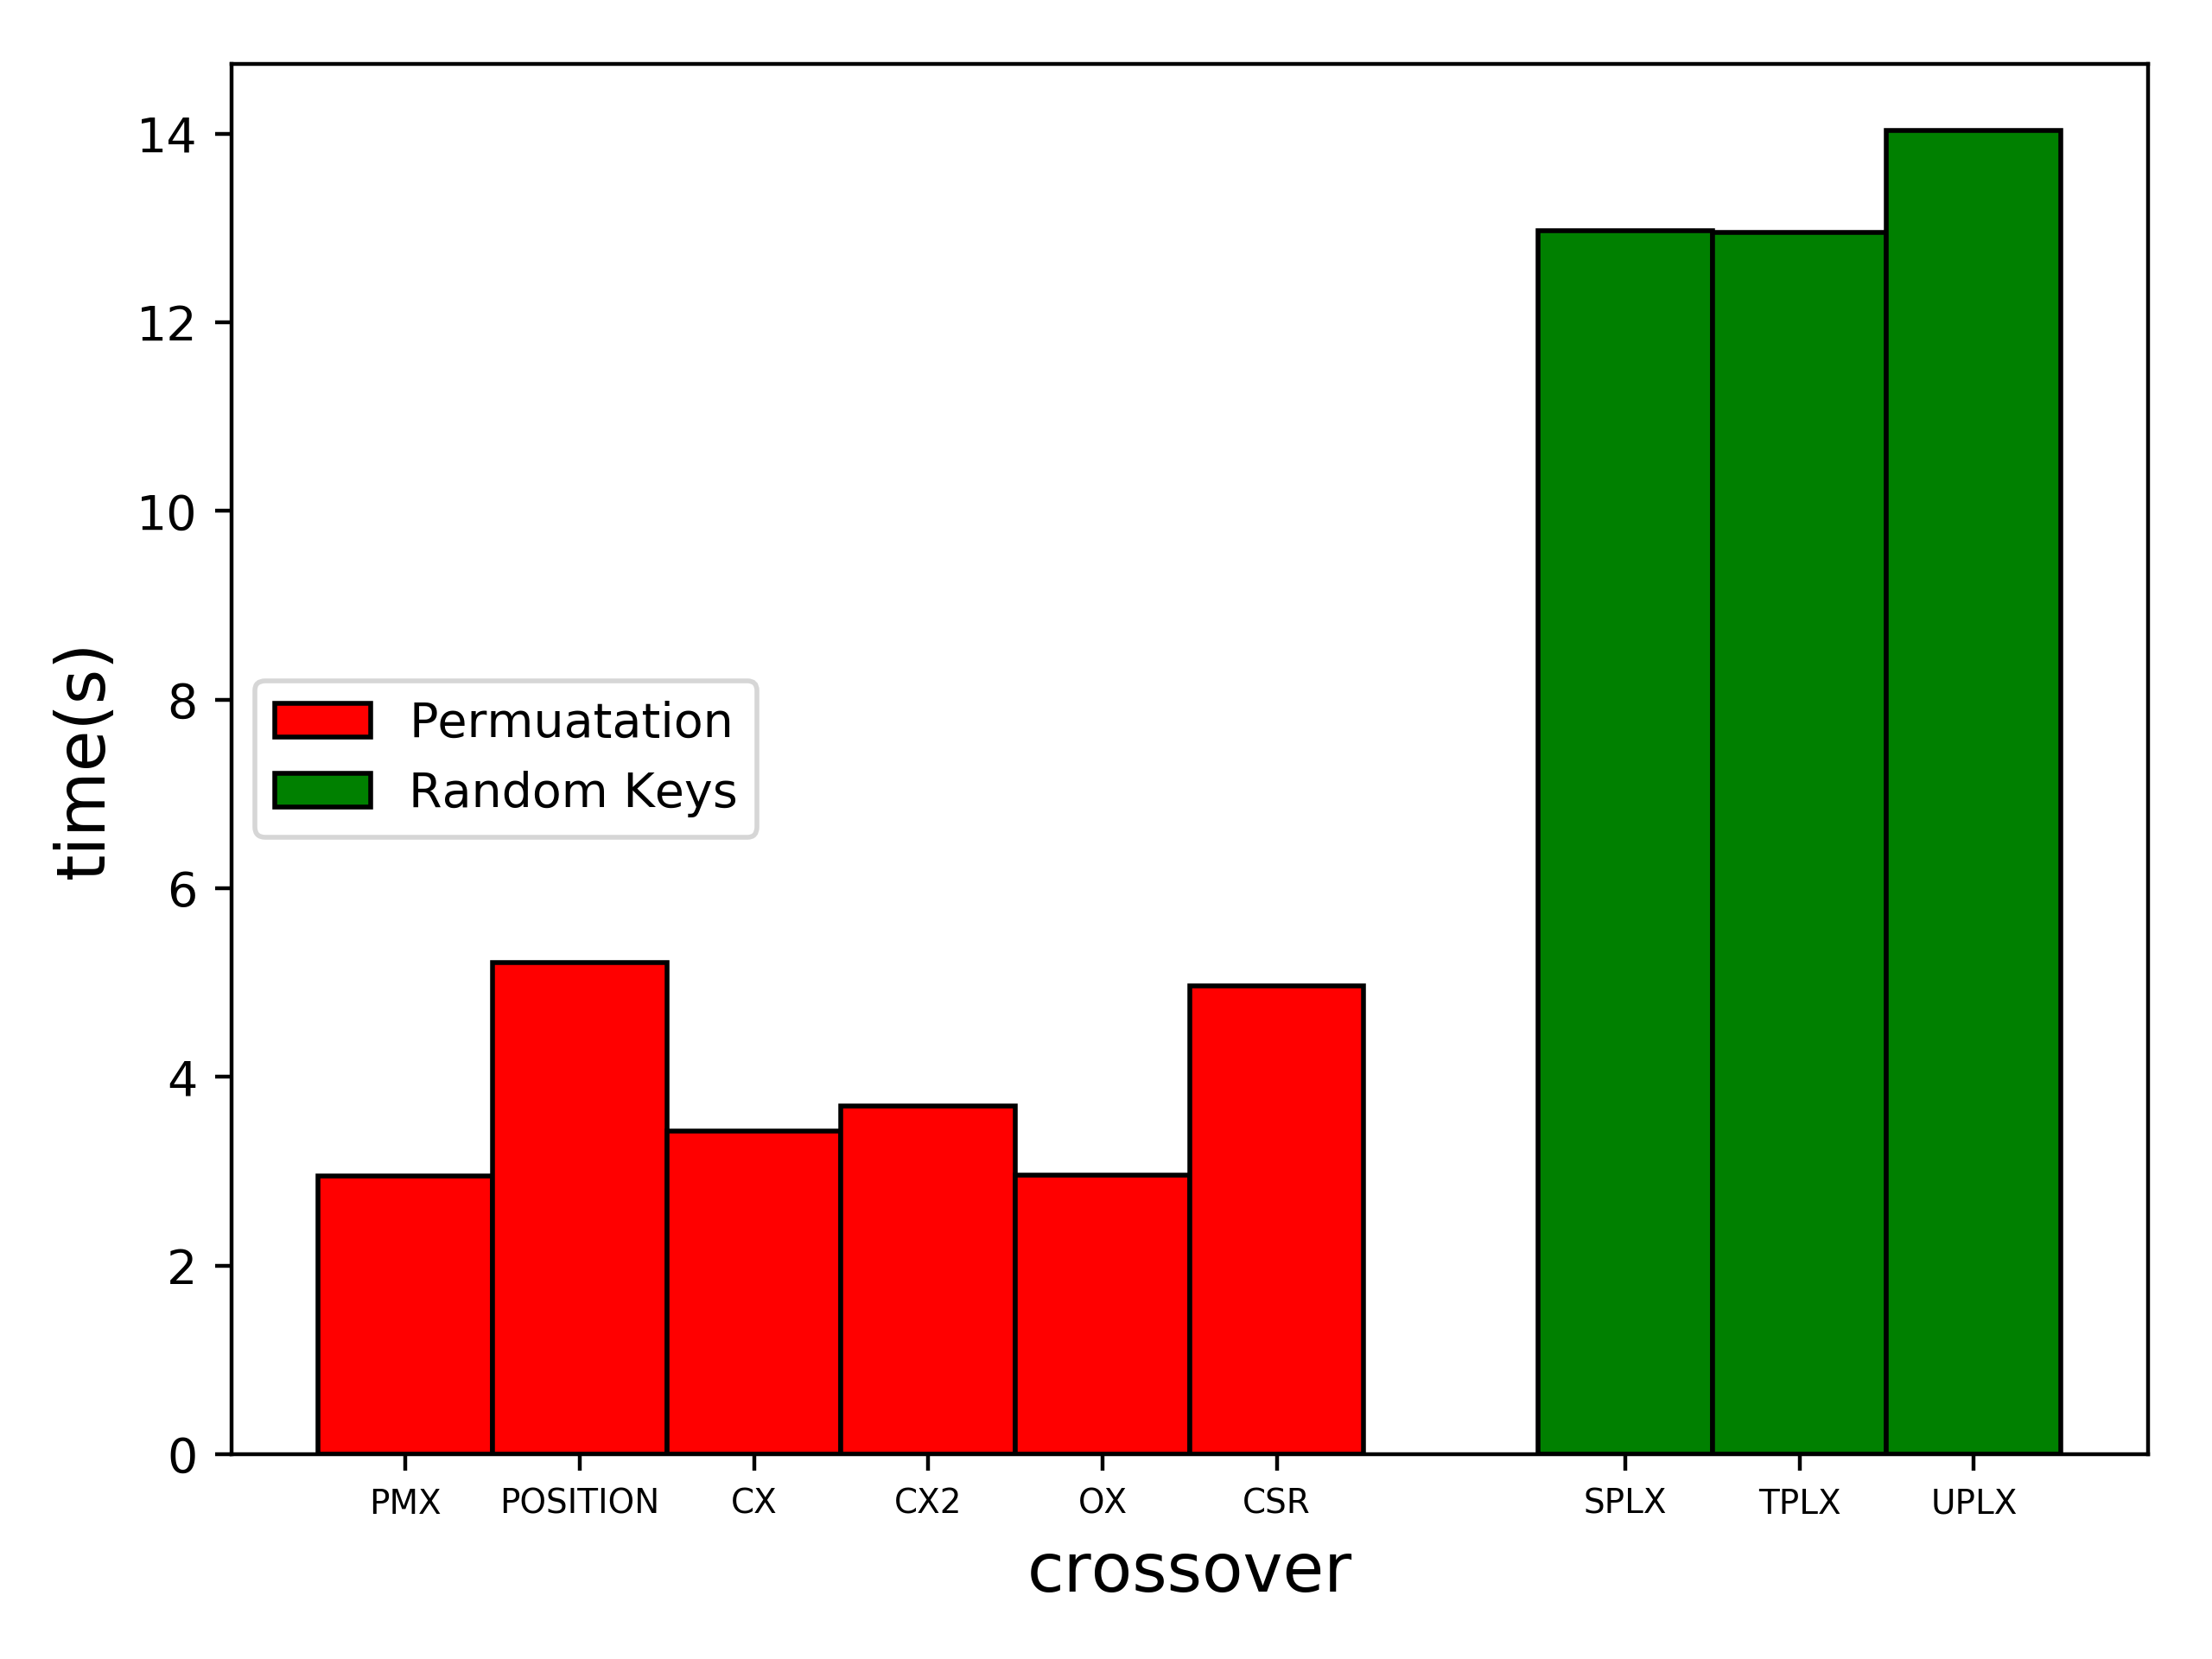 14
12
10
8
6
4
2
0
time(s)
Permuatation
Random Keys
PMX POSITION CX CX2 OX CSR SPLX TPLX UPLX
crossover